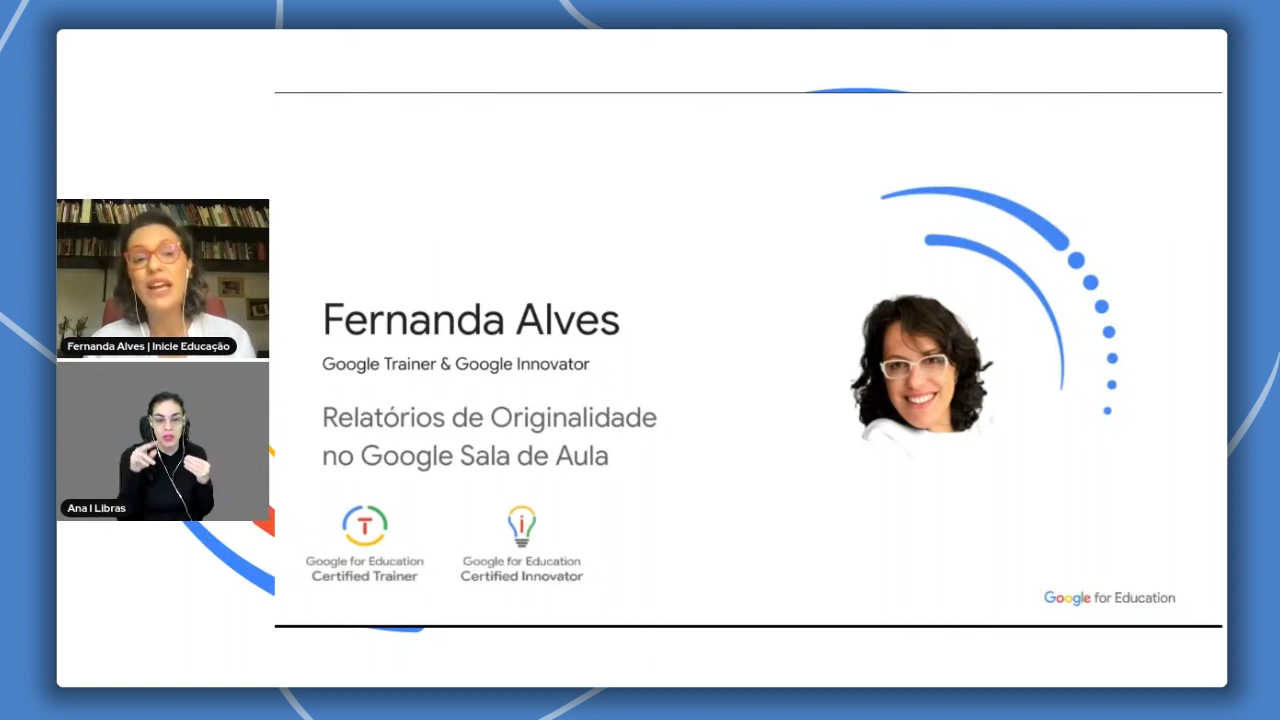 Fernanda Alves | Inicie Educação
Ana I Libras
Fernanda Alves
Google Trainer & Google Innovator
Relatórios de Originalidade
no Google Sala de Aula
T
Google for Education
Certified Trainer
i
Google for Education
Certified Innovator
Google for Education